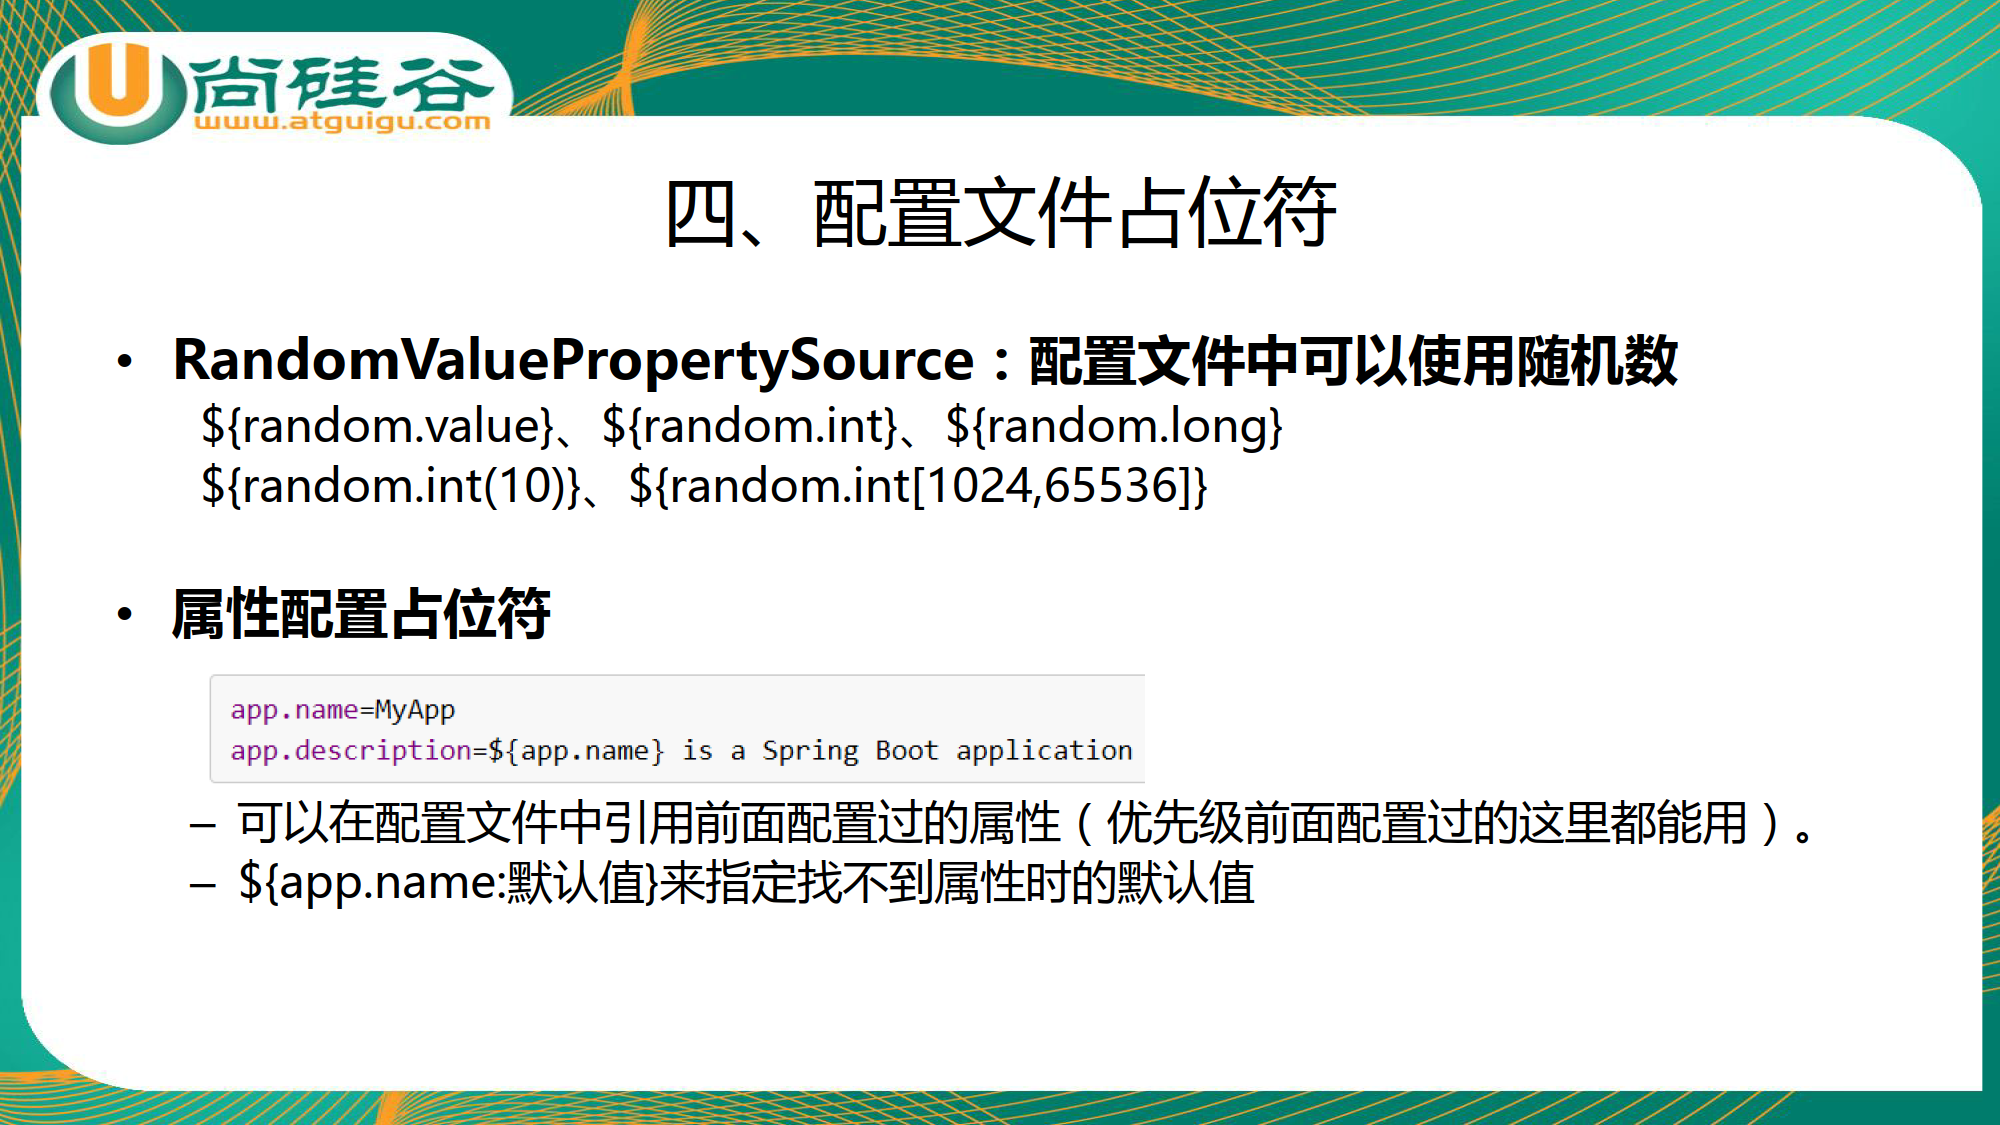 尚硅谷
www.atguigu.com
四、配置文件占位符
• RandomValuePropertySource：配置文件中可以使用随机数
${random.value}、${random.int}、${random.long}
${random.int(10)}、${random.int[1024,65536]}
• 属性配置占位符
app.name=MyApp
app.description=${app.name} is a Spring Boot application
– 可以在配置文件中引用前面配置过的属性（优先级前面配置过的这里都能用）。
– ${app.name:默认值}来指定找不到属性时的默认值